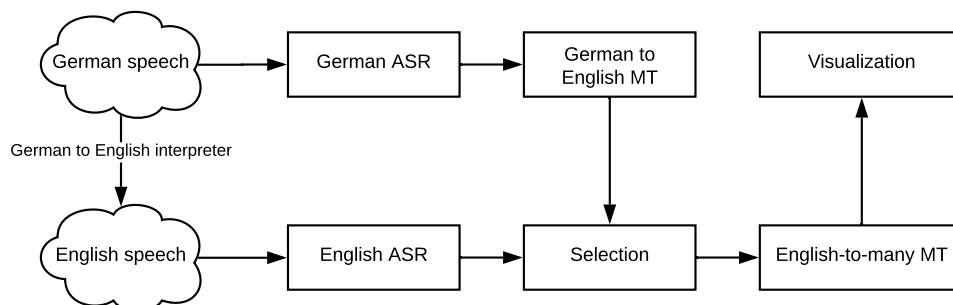 German speech
German ASR
German to
English MT
Visualization
German to English interpreter
English speech
English ASR
Selection
English-to-many MT